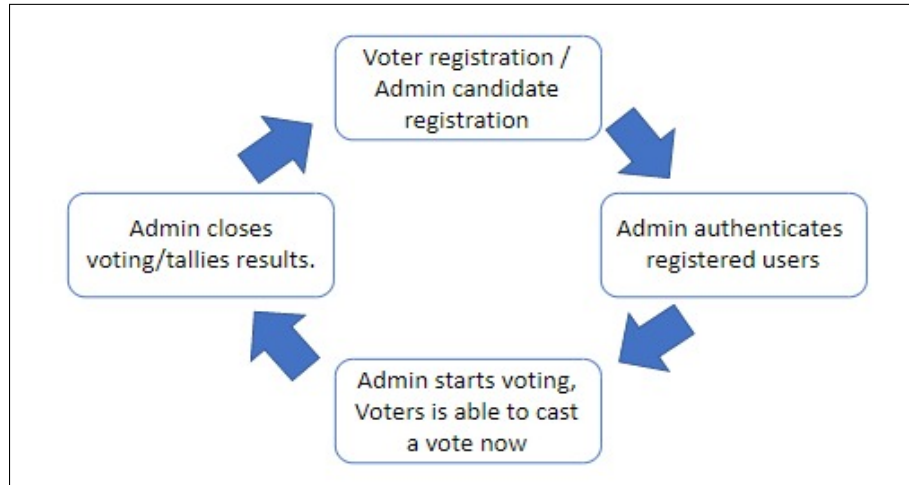 Voter registration /
Admin candidate
registration
Admin authenticates
registered users
Admin starts voting,
Voters is able to cast
a vote now
Admin closes
voting/tallies results.